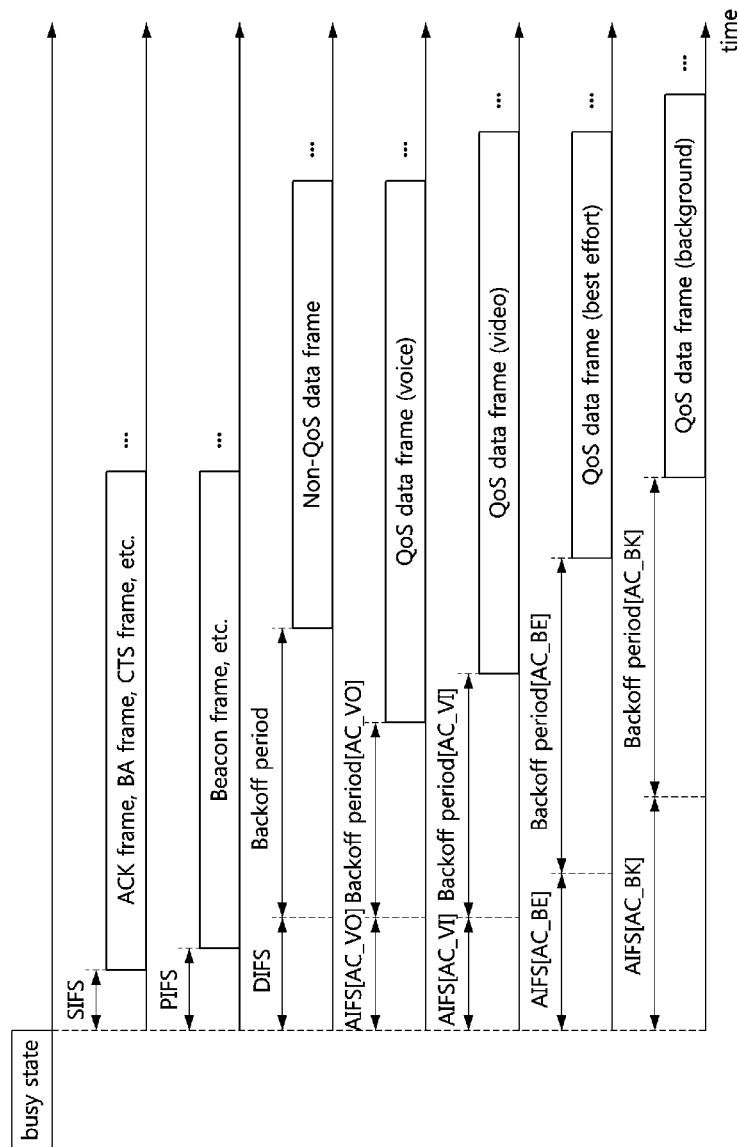 busy state
SIFS
ACK frame, BA frame, CTS frame, etc.
...
PIFS
Beacon frame, etc.
...
DIFS
Backoff period
Non-QoS data frame
...
AIFS[AC_VO]
Backoff period[AC_VO]
QoS data frame (voice)
...
AIFS[AC_VI]
Backoff period[AC_VI]
QoS data frame (video)
...
AIFS[AC_BE]
Backoff period[AC_BE]
QoS data frame (best effort)
...
AIFS[AC_BK]
Backoff period[AC_BK]
QoS data frame (background)
...
time